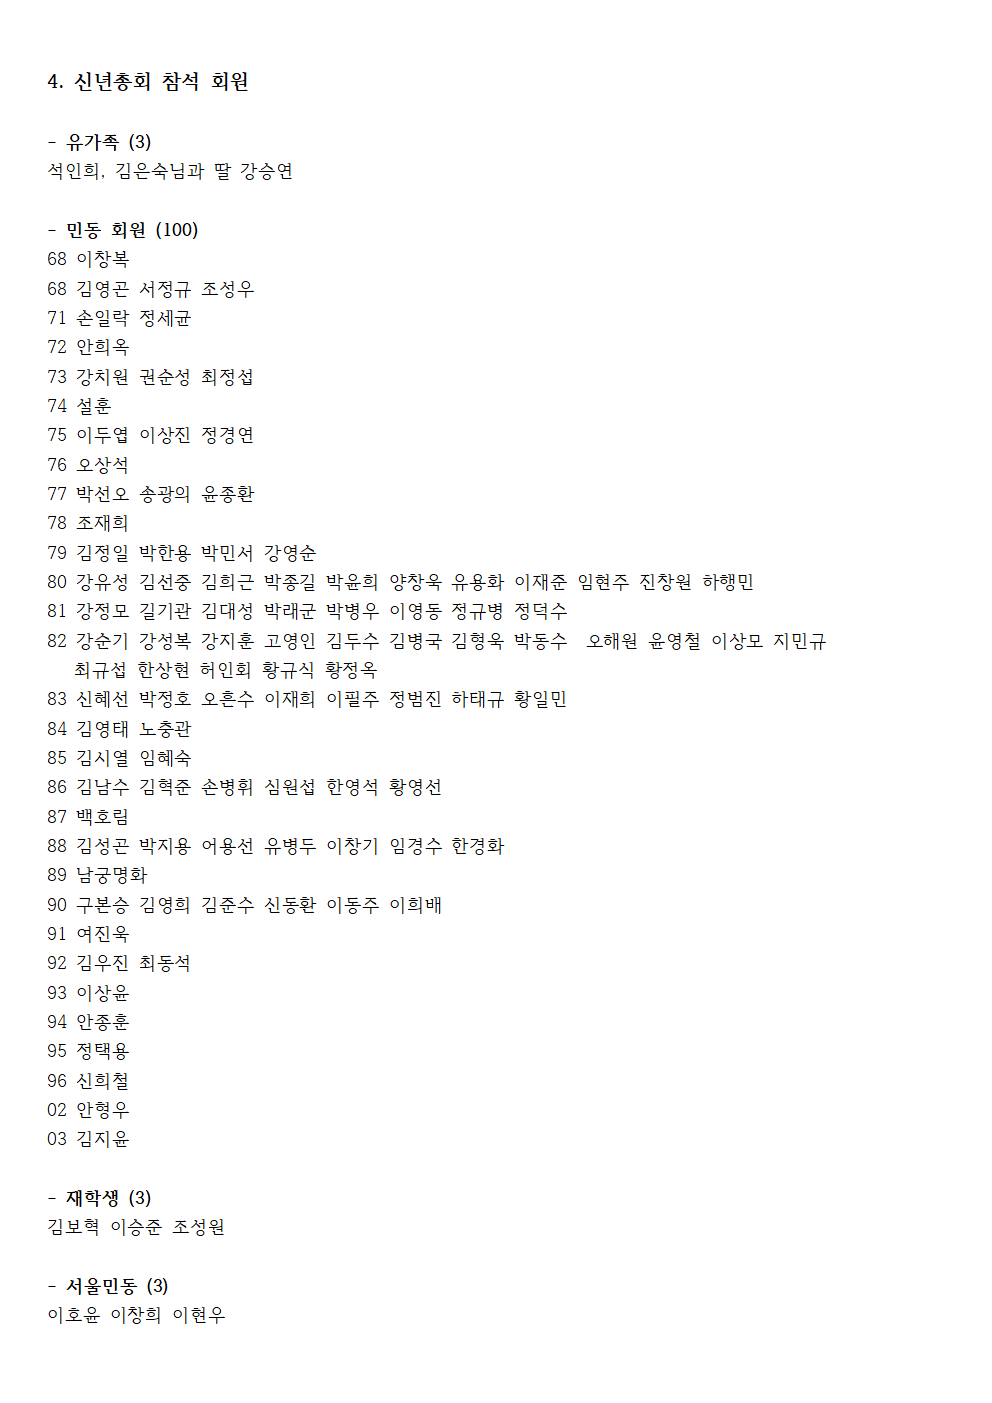 4. 신년총회 참석 회원
- 유가족 (3)
석인희, 김은숙님과 딸 강승연
- 민동 회원 (100)
68 이창복
68 김영곤 서정규 조성우
71 손일락 정세균
72 안희옥
73 강치원 권순성 최정섭
74 설훈
75 이두엽 이상진 정경연
76 오상석
77 박선오 송광의 윤종환
78 조재희
79 김정일 박한용 박민서 강영순
80 강유성 김선중 김희근 박종길 박윤희 양창욱 유용화 이재준 임현주 진창원 하행민
81 강정모 길기관 김대성 박래군 박병우 이영동 정규병 정덕수
82 강순기 강성복 강지훈 고영인 김두수 김병국 김형욱 박동수 오해원 윤영철 이상모 지민규
최규섭 한상현 허인회 황규식 황정옥
83 신혜선 박정호 오흔수 이재희 이필주 정범진 하태규 황일민
84 김영태 노충관
85 김시열 임혜숙
86 김남수 김혁준 손병휘 심원섭 한영석 황영선
87 백호림
88 김성곤 박지용 어용선 유병두 이창기 임경수 한경화
89 남궁명화
90 구본승 김영희 김준수 신동환 이동주 이희배
91 여진욱
92 김우진 최동석
93 이상윤
94 안종훈
95 정택용
96 신희철
02 안형우
03 김지윤
- 재학생 (3)
김보혁 이승준 조성원
- 서울민동 (3)
이호윤 이창희 이현우